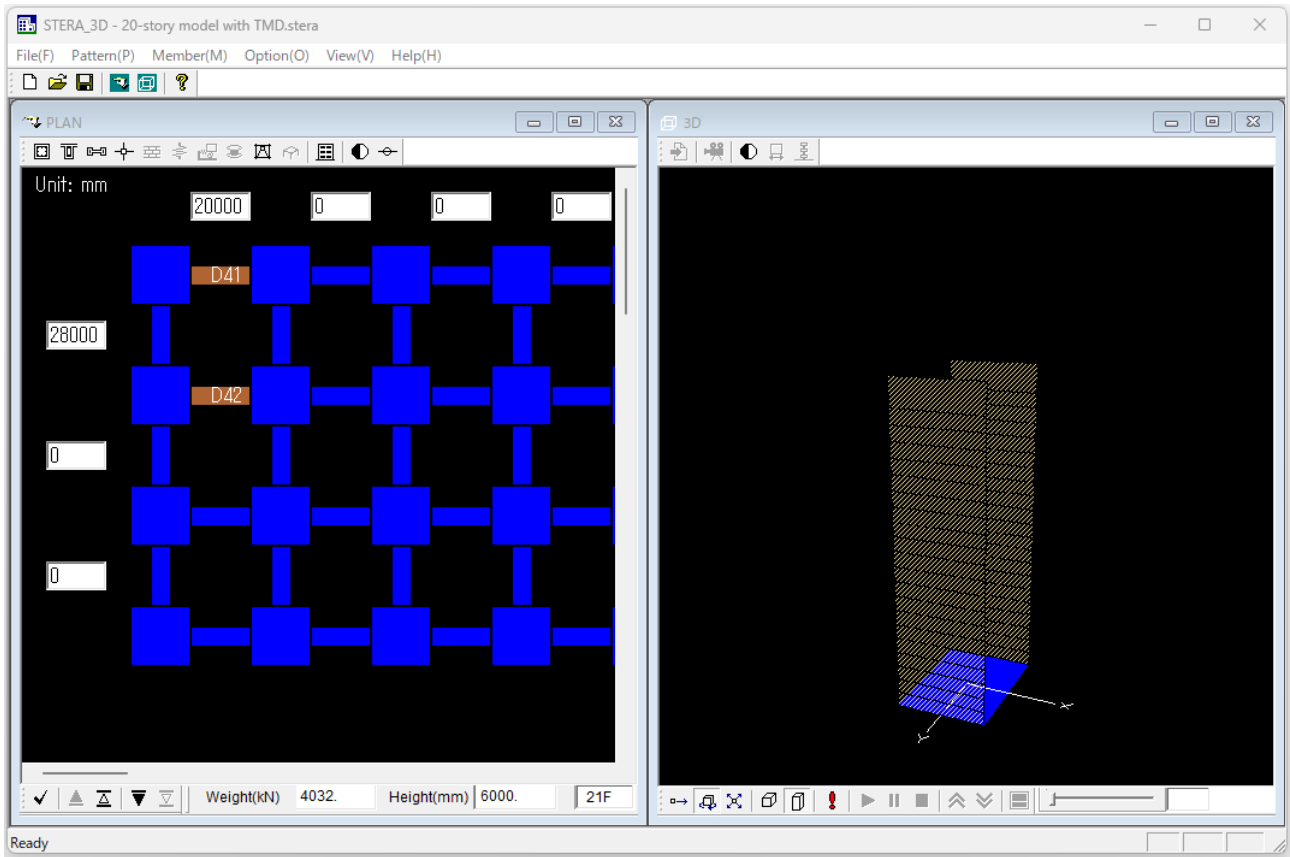 STERA_3D - 20-story model with TMD.stera
File(F) Pattern(P) Member(M) Option(O) View(V) Help(H)
PLAN
Unit: mm
20000 0 0 0
D41
28000
D42
0
0
Weight(kN) 4032. Height(mm) 6000. 21F
3D
X
Y
Ready